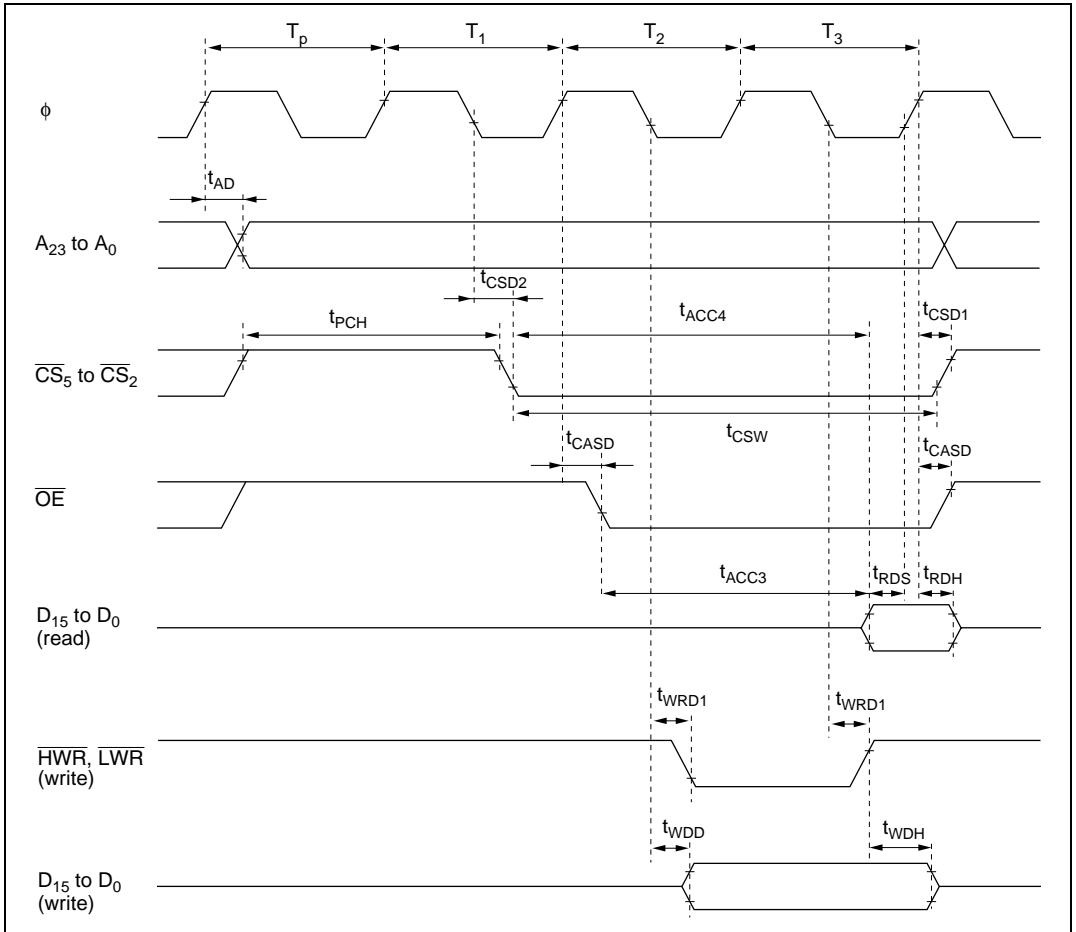 Tp T1 T2 T3
ϕ
tAD
A23 to A0
tCSD2
tPCH tACC4 tCSD1
CS5 to CS2
tCSW
tCASD tCASD
OE
tACC3 tRDS tRDH
D15 to D0
(read)
tWRD1 tWRD1
HWR, LWR
(write)
tWDD tWDH
D15 to D0
(write)